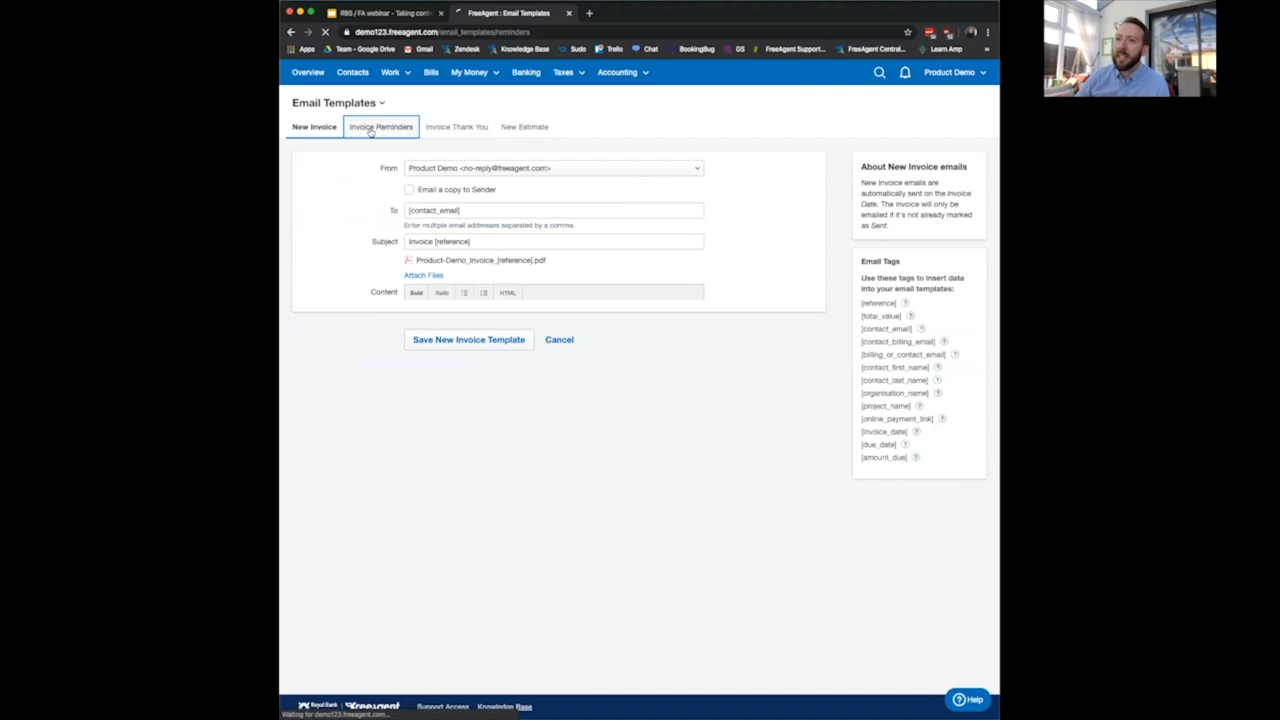 RBS / FA webinar - Taking contr
FreeAgent : Email Templates
demo123.freeagent.com/email_templates/reminders
Apps
Team - Google Drive
Gmail
Zendesk
Knowledge Base
Sudo
Trello
Chat
BookingBug
GS
FreeAgent Support...
FreeAgent Central...
Learn Amp
Overview
Contacts
Work
Bills
My Money
Banking
Taxes
Accounting
Product Demo
Email Templates
New Invoice
Invoice Reminders
Invoice Thank You
New Estimate
From
Product Demo <no-reply@freeagent.com>
Email a copy to Sender
To
[contact_email]
Enter multiple email addresses separated by a comma.
Subject
Invoice [reference]
Product-Demo_Invoice_[reference].pdf
Attach Files
Content
Bold
Italic
HTML
Save New Invoice Template
Cancel
About New Invoice emails
New Invoice emails are
automatically sent on the Invoice
Date. The invoice will only be
emailed if it's not already marked
as Sent.
Email Tags
Use these tags to insert data
into your email templates:
[reference]
[total_value]
[contact_email]
[contact_billing_email]
[billing_or_contact_email]
[contact_first_name]
[contact_last_name]
[organisation_name]
[project_name]
[online_payment_link]
[invoice_date]
[due_date]
[amount_due]
Help
Royal Bank
freeagent
Support Access
Knowledge Base
Waiting for demo123.freeagent.com...